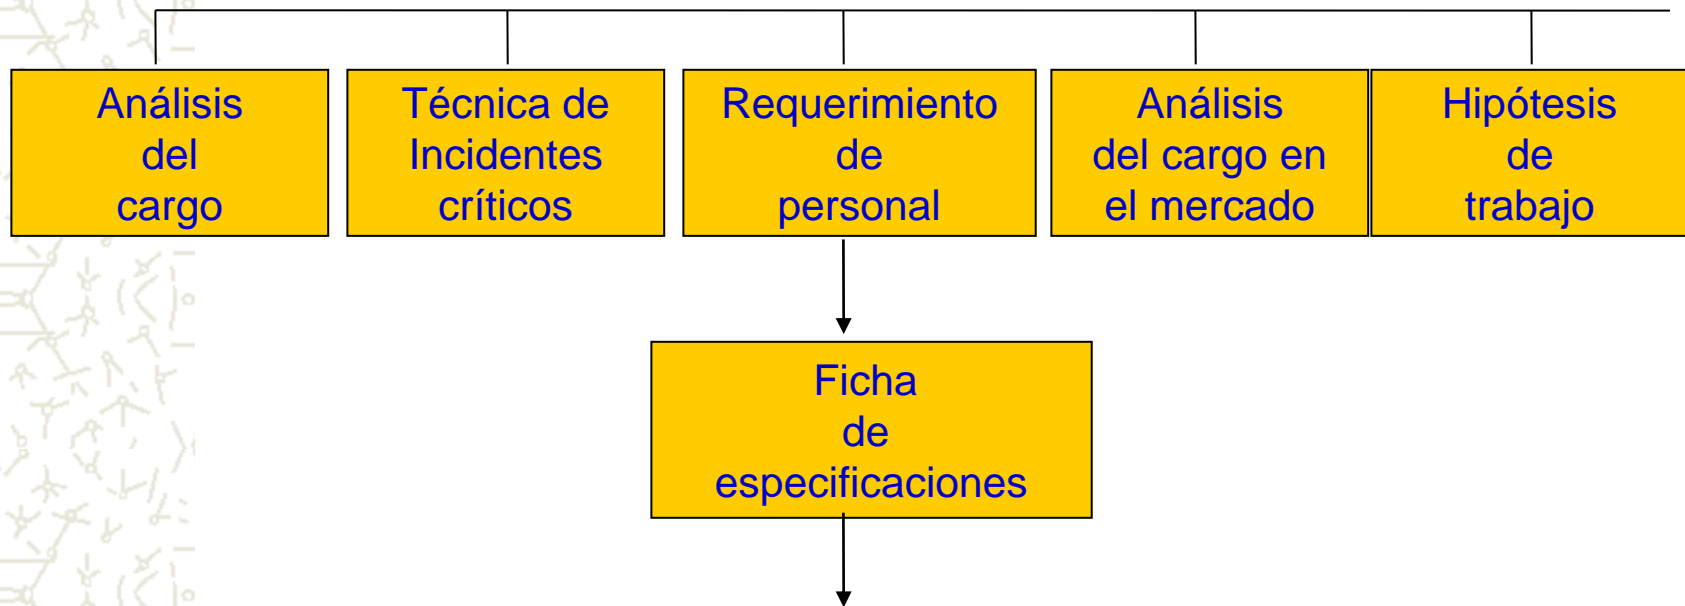 Análisis
del
cargo
Técnica de
Incidentes
críticos
Requerimiento
de
personal
Análisis
del cargo en
el mercado
Hipótesis
de
trabajo
Ficha
de
especificaciones